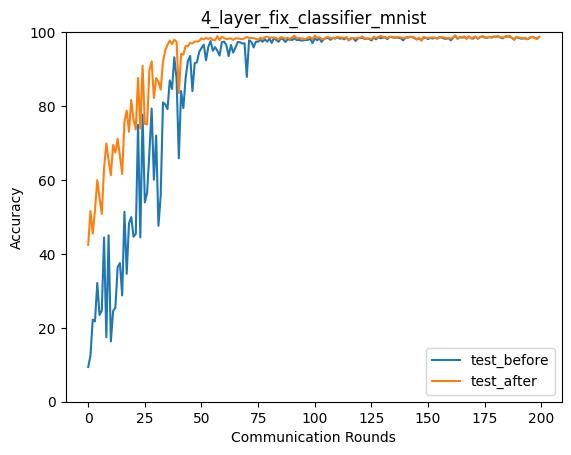 4_layer_fix_classifier_mnist
Accuracy
100
80
60
40
20
0
0 25 50 75 100 125 150 175 200
Communication Rounds
test_before
test_after